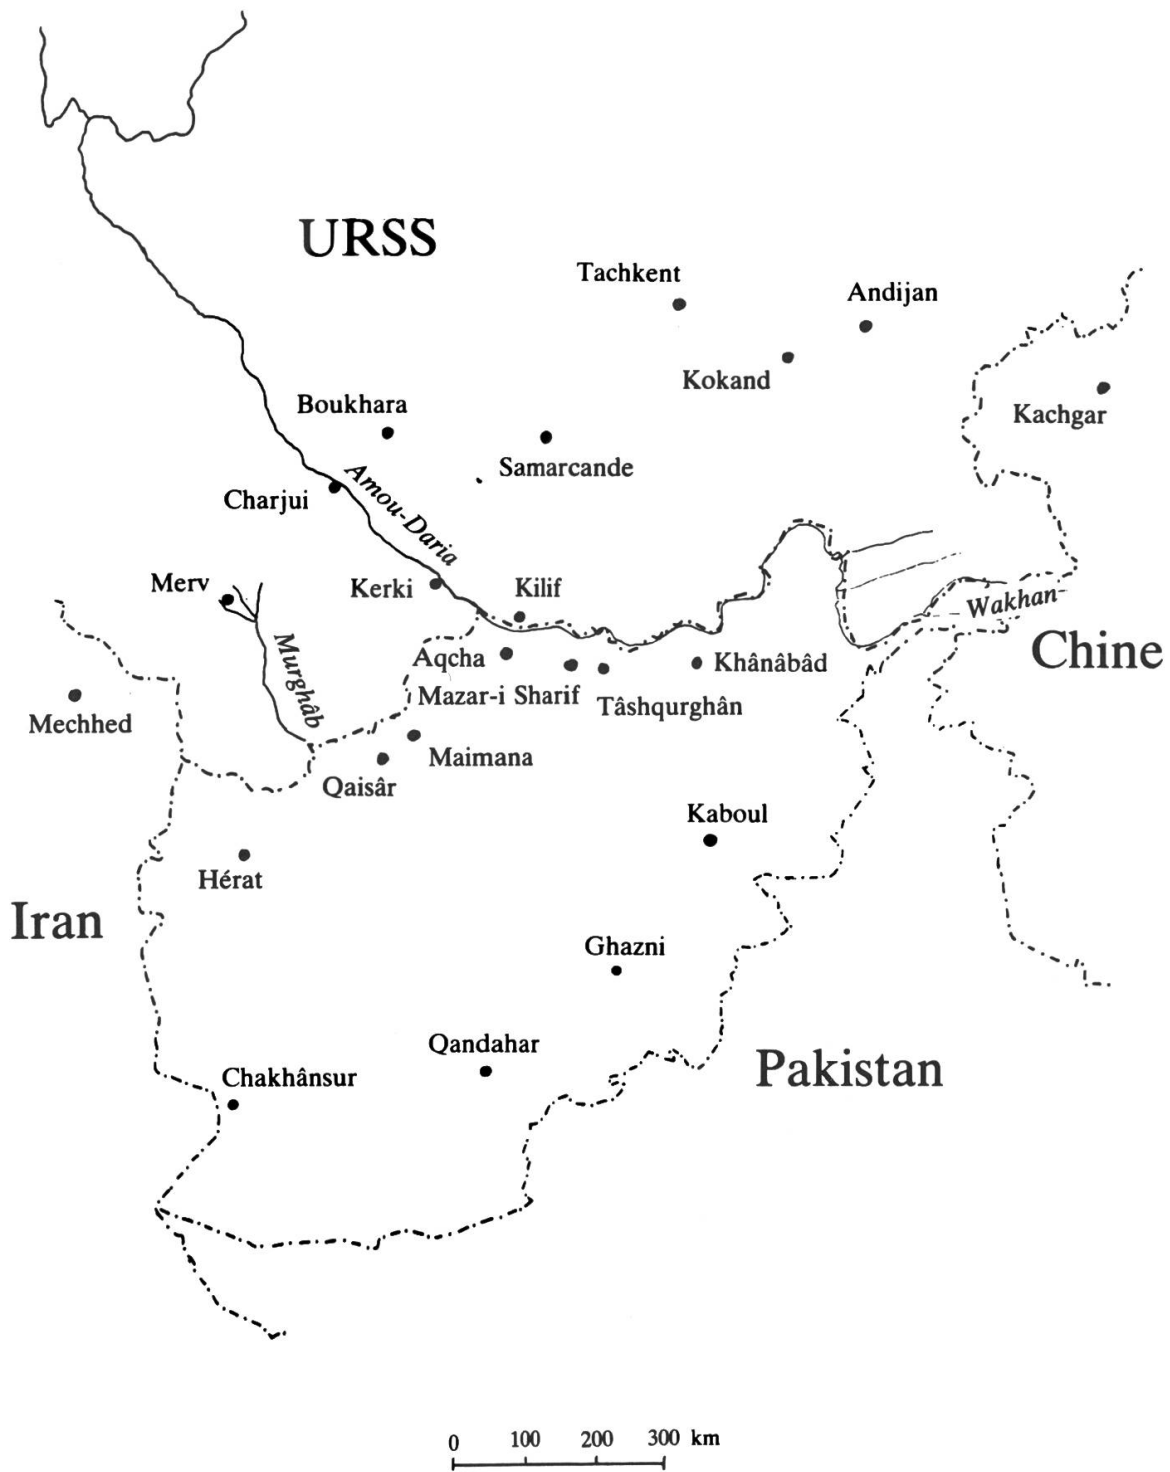 URSS
Tachkent
Andijan
Kokand
Kachgar
Boukhara
Samarcande
Charjui
Amou-Daria
Merv
Kerki
Kilif
Wakhan
Murghâb
Aqcha
Khânâbâd
Chine
Mazar-i Sharif
Tâshqurghân
Mechhed
Maimana
Qaisâr
Kaboul
Hérat
Iran
Ghazni
Qandahar
Pakistan
Chakhânsur
0 100 200 300 km